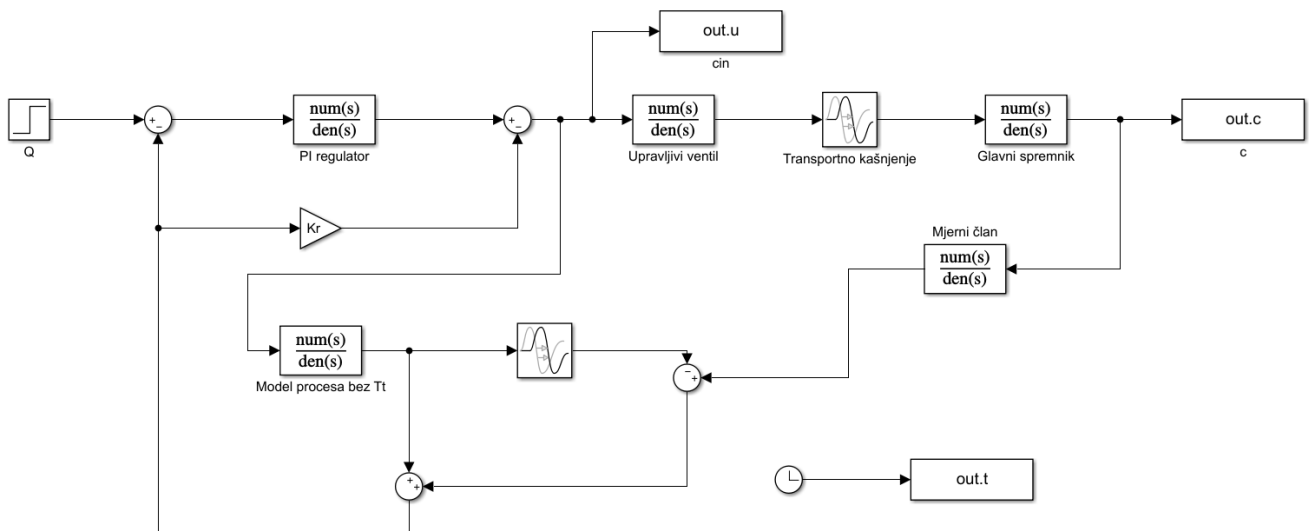 out.u
cin
Q
+
−
num(s)
den(s)
PI regulator
+
−
num(s)
den(s)
Upravljivi ventil
Transportno kašnjenje
num(s)
den(s)
Glavni spremnik
out.c
c
Kr
Mjerni član
num(s)
den(s)
num(s)
den(s)
Model procesa bez Tt
−
+
+
+
out.t